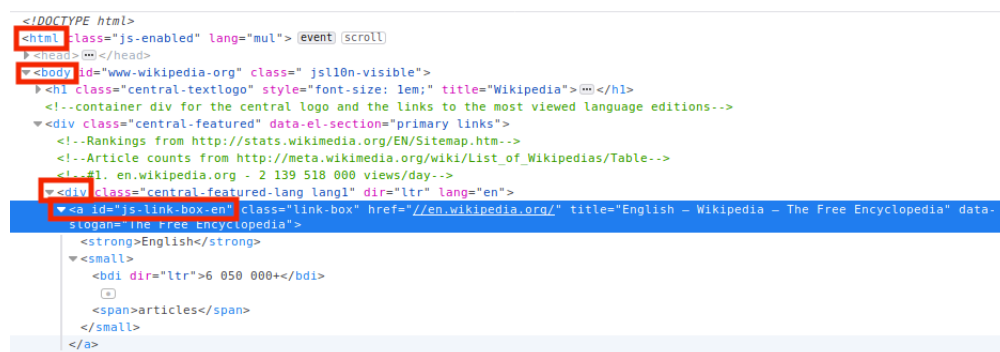 <!DOCTYPE html>
<html class="js-enabled" lang="mul"> event scroll
<head> ··· </head>
<body id="www-wikipedia-org" class=" jsl10n-visible">
<h1 class="central-textlogo" style="font-size: 1em;" title="Wikipedia"> ··· </h1>
<!--container div for the central logo and the links to the most viewed language editions-->
<div class="central-featured" data-el-section="primary links">
<!--Rankings from http://stats.wikimedia.org/EN/Sitemap.htm-->
<!--Article counts from http://meta.wikimedia.org/wiki/List_of_Wikipedias/Table-->
<!--#1. en.wikipedia.org - 2 139 518 000 views/day-->
<div class="central-featured-lang lang1" dir="ltr" lang="en">
<a id="js-link-box-en" class="link-box" href="//en.wikipedia.org/" title="English — Wikipedia — The Free Encyclopedia" data-
slogan="The Free Encyclopedia">
<strong>English</strong>
<small>
<bdi dir="ltr">6 050 000+</bdi>
<span>articles</span>
</small>
</a>